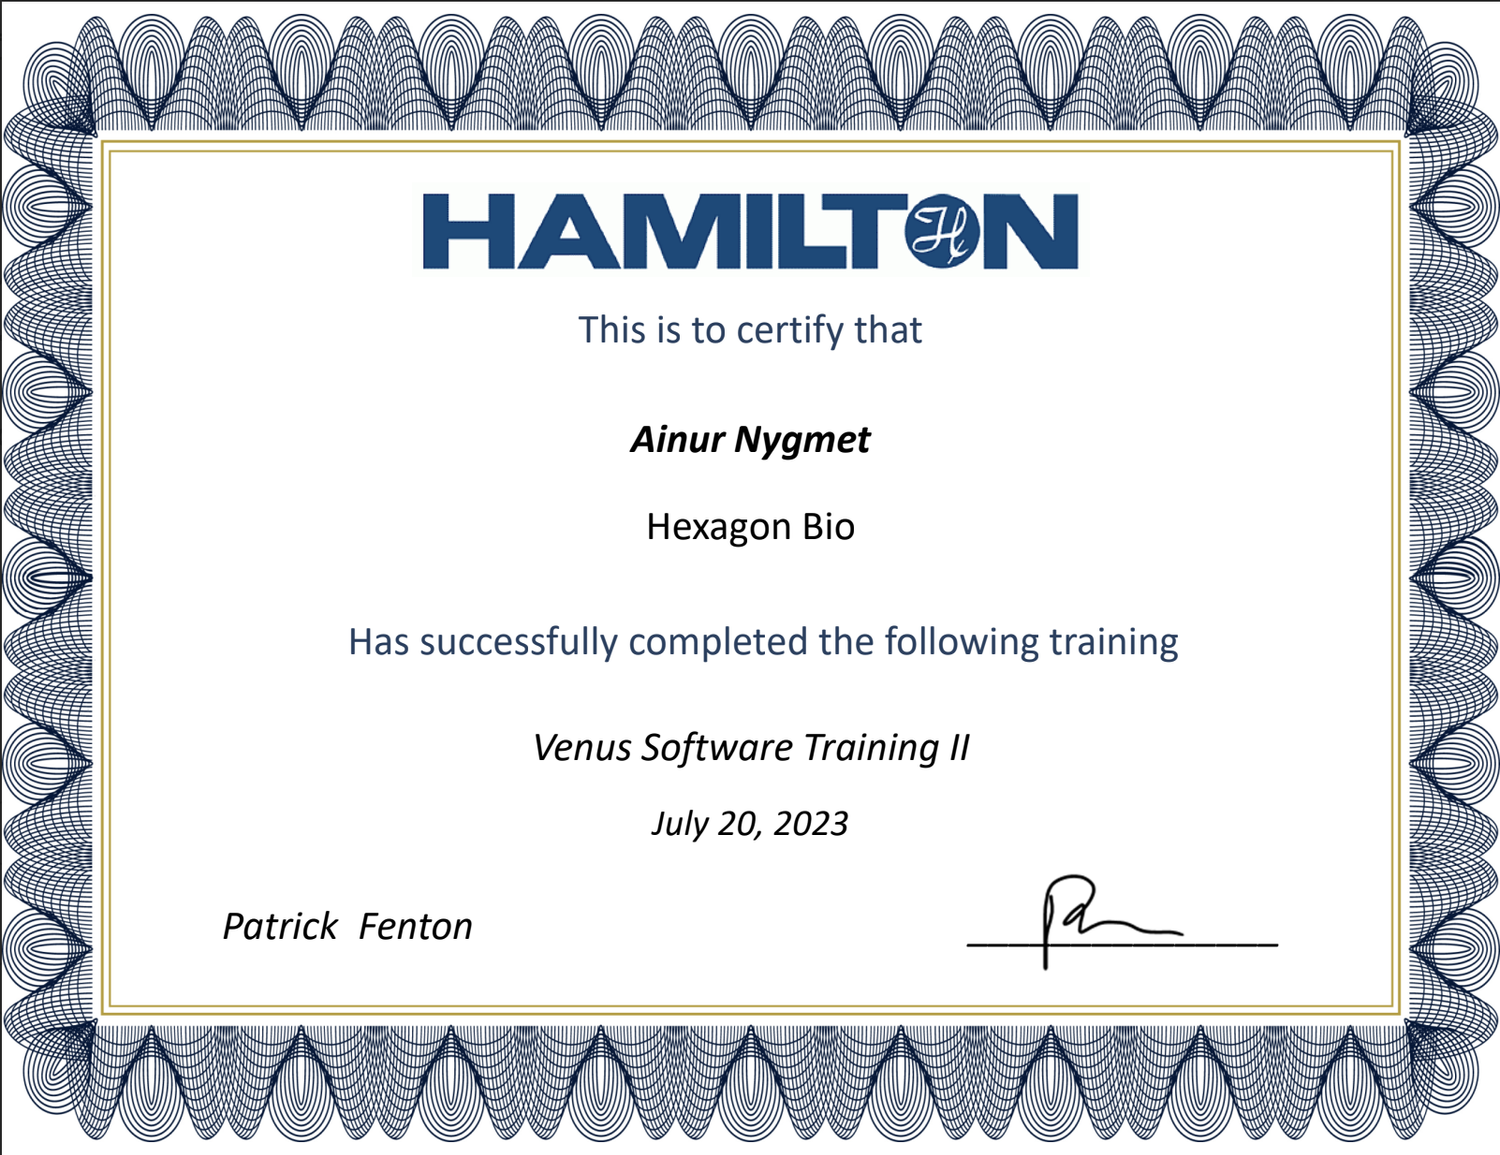 HAMILTON
This is to certify that
Ainur Nygmet
Hexagon Bio
Has successfully completed the following training
Venus Software Training II
July 20, 2023
Patrick Fenton